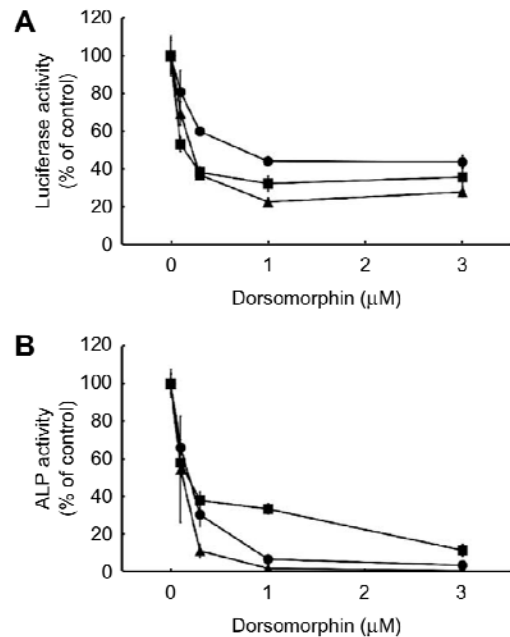 A
Luciferase activity
(% of control)
120
100
80
60
40
20
0
0 1 2 3
Dorsomorphin (μM)
B
ALP activity
(% of control)
120
100
80
60
40
20
0
0 1 2 3
Dorsomorphin (μM)